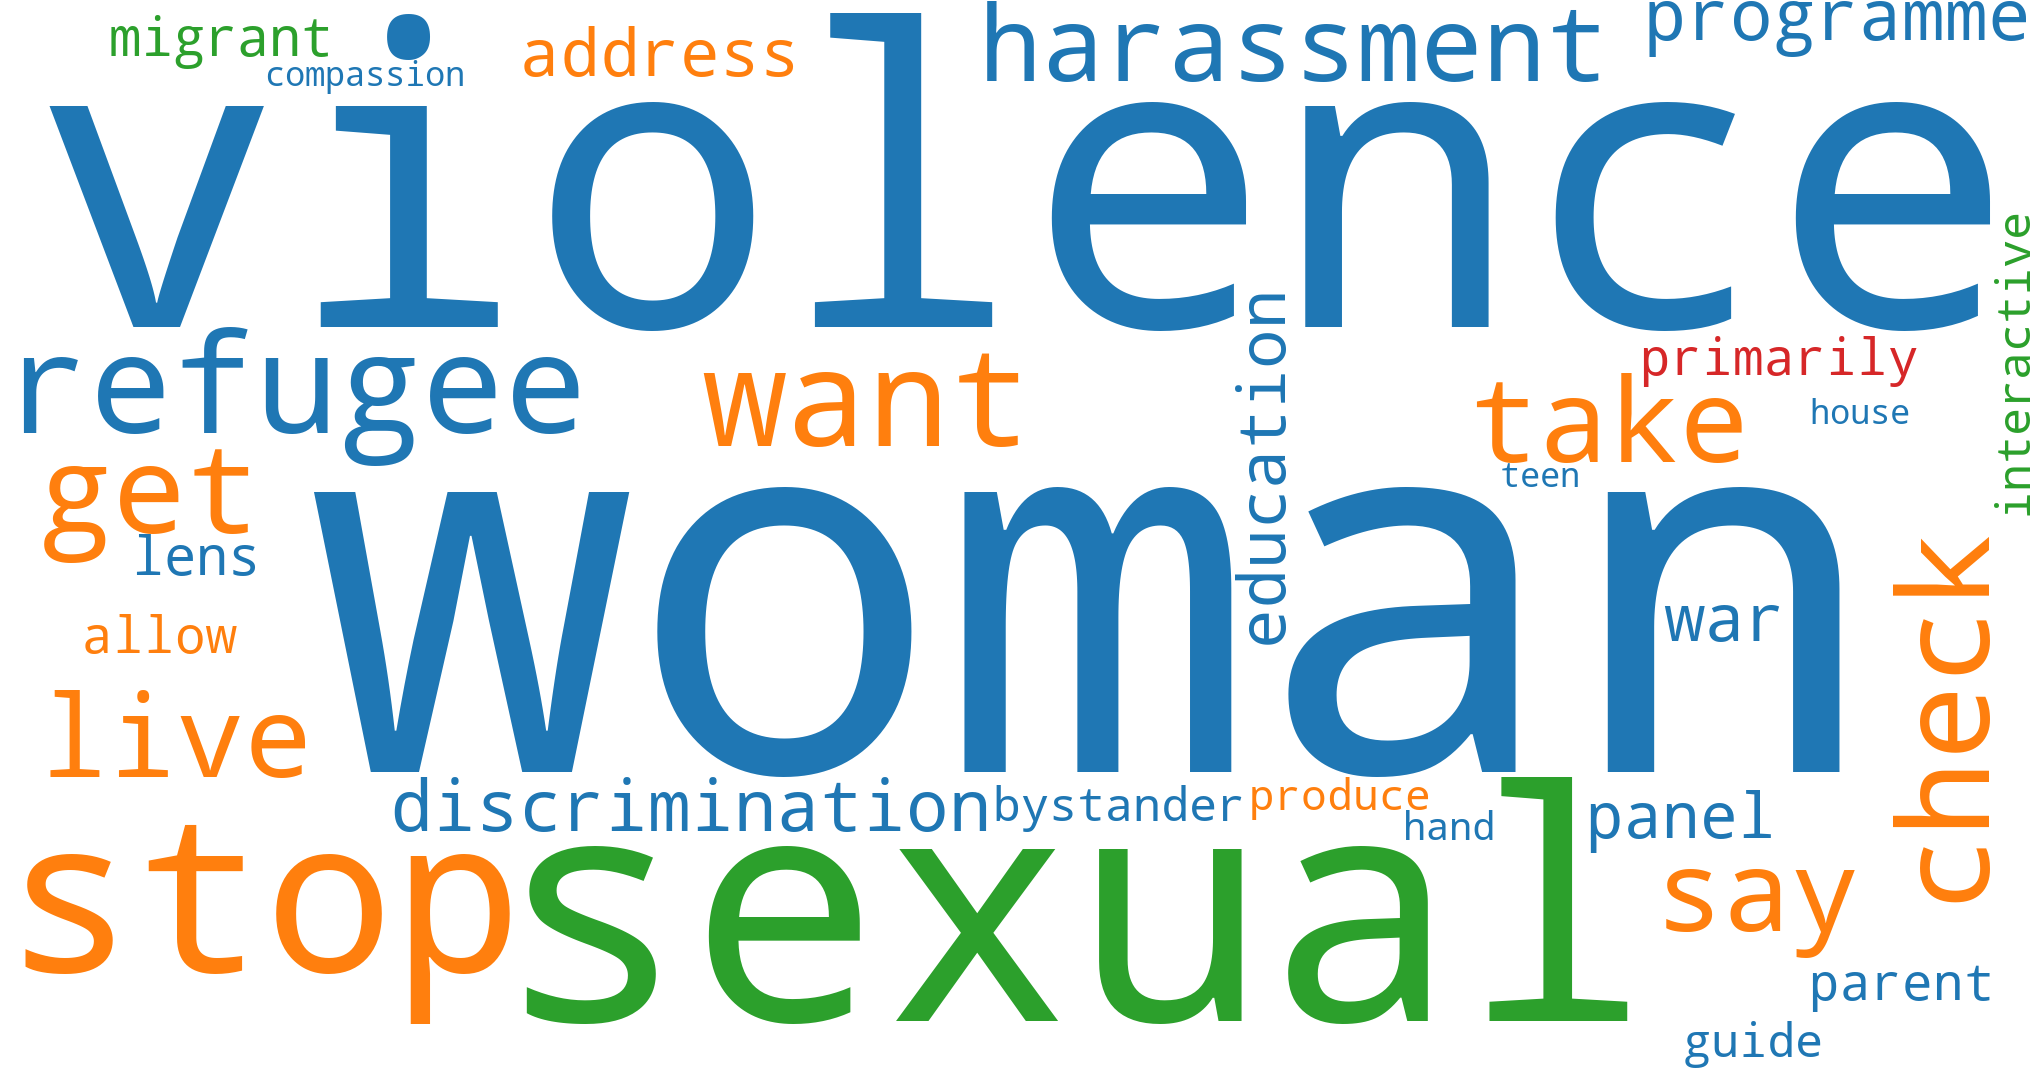 migrant
compassion
address
harassment
programme
violence
interactive
refugee
want
education
primarily
take
house
teen
get
lens
woman
war
check
allow
live
discrimination
bystander
produce
hand
panel
stop
sexual
say
parent
guide